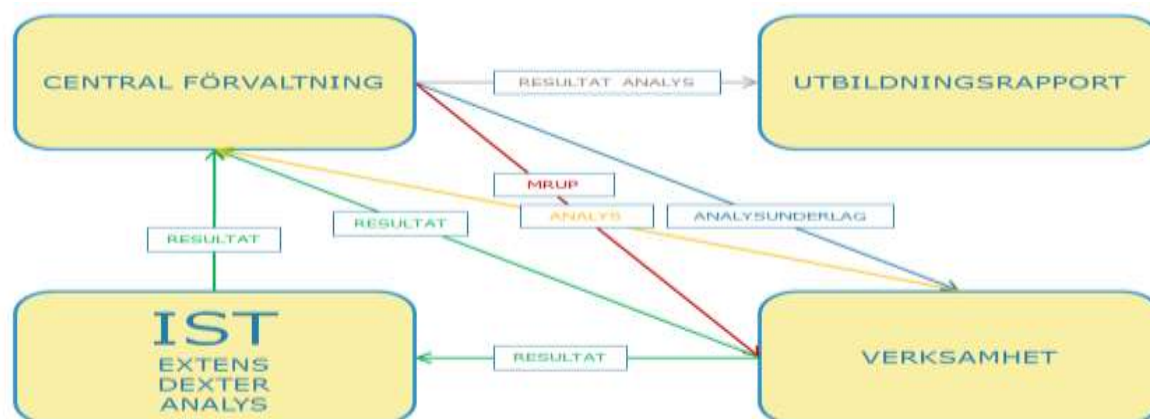 CENTRAL FÖRVALTNING
RESULTAT ANALYS
UTBILDNINGSRAPPORT
MRUP
ANALYS
ANALYSUNDERLAG
RESULTAT
RESULTAT
IST
EXTENS
DEXTER
ANALYS
RESULTAT
VERKSAMHET